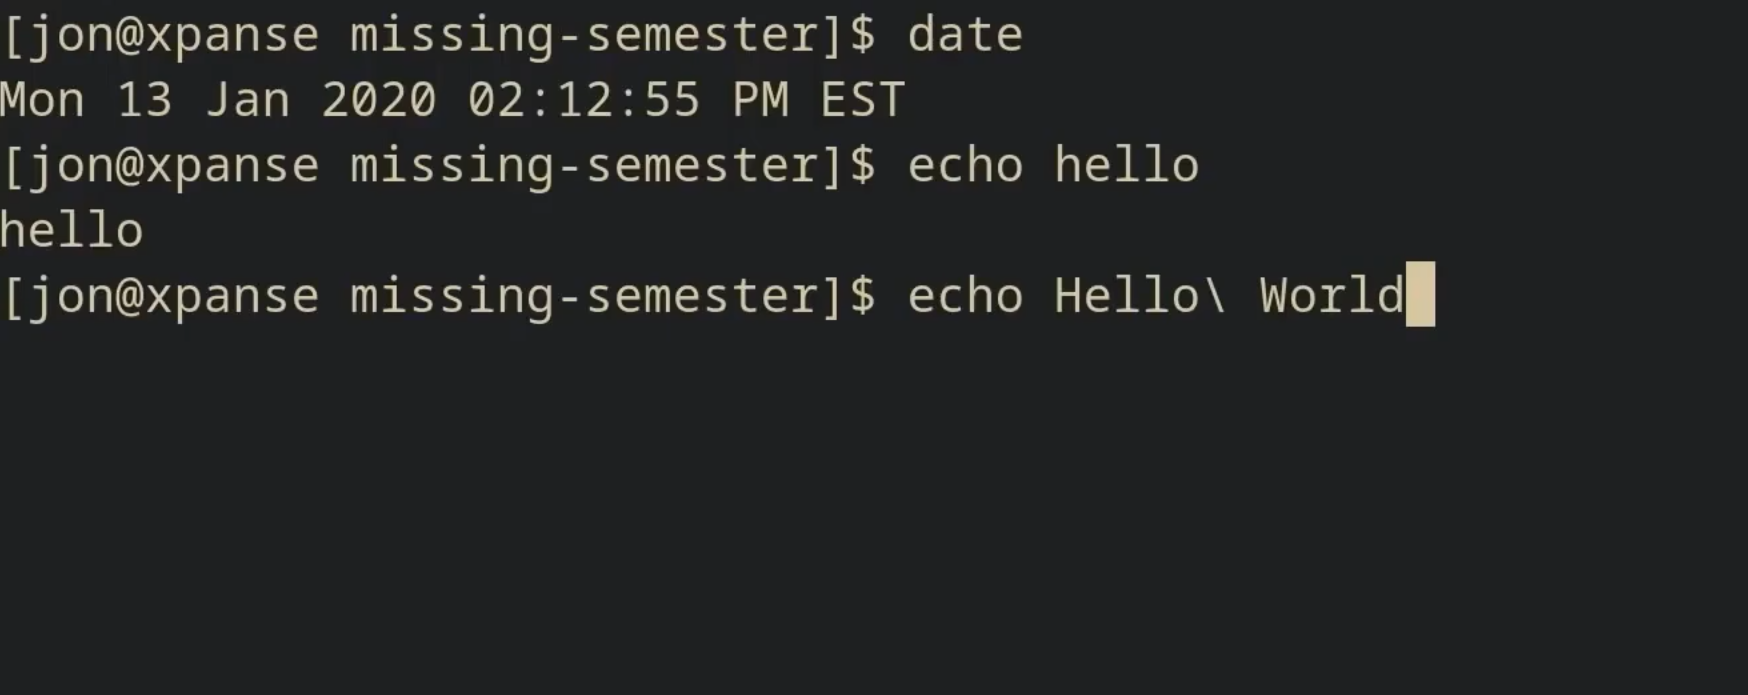 [jon@xpanse missing-semester]$ date
Mon 13 Jan 2020 02:12:55 PM EST
[jon@xpanse missing-semester]$ echo hello
hello
[jon@xpanse missing-semester]$ echo Hello\ World